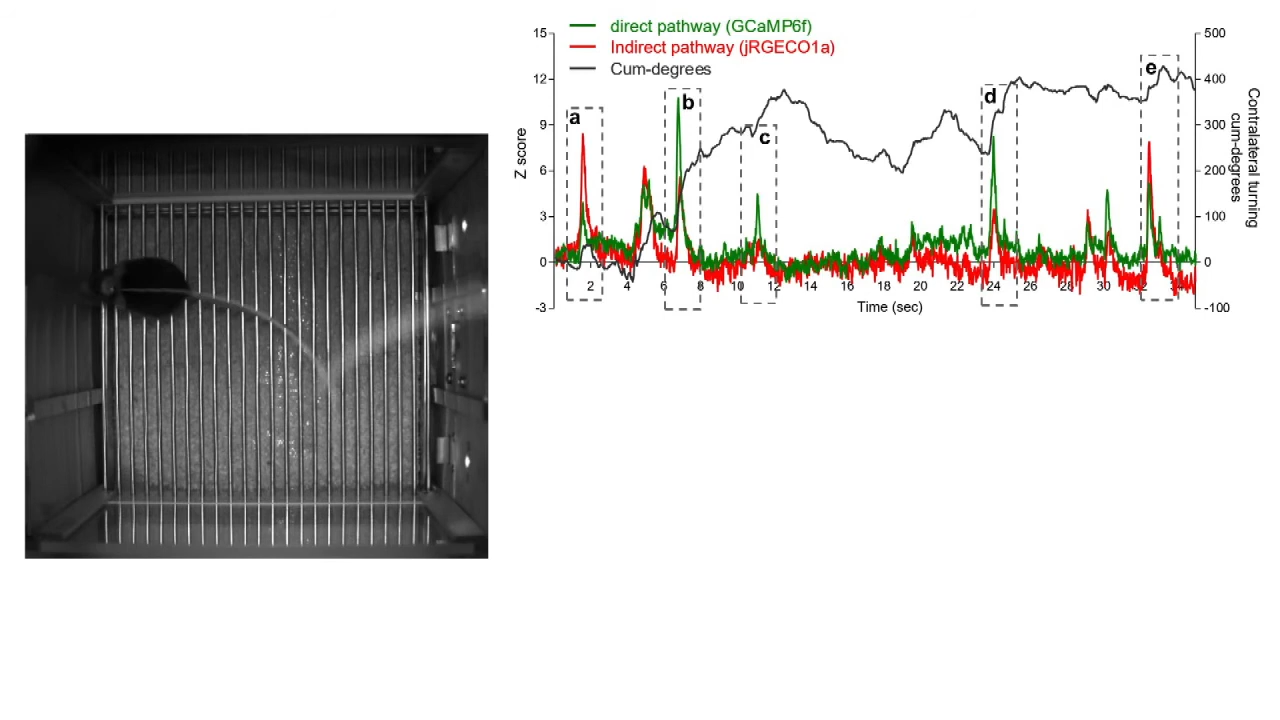 direct pathway (GCaMP6f)
Indirect pathway (jRGECO1a)
Cum-degrees
15
12
9
6
3
0
-3
Z score
a
b
c
d
e
2 4 6 8 10 12 14 16 18 20 22 24 26 28 30 32 34
Time (sec)
500
400
300
200
100
0
-100
Contralateral turning
cum-degrees